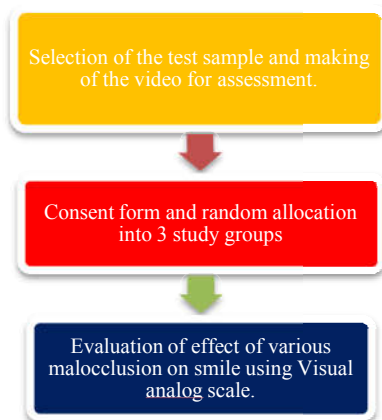 Selection of the test sample and making
of the video for assessment.
Consent form and random allocation
into 3 study groups
Evaluation of effect of various
malocclusion on smile using Visual
analog scale.